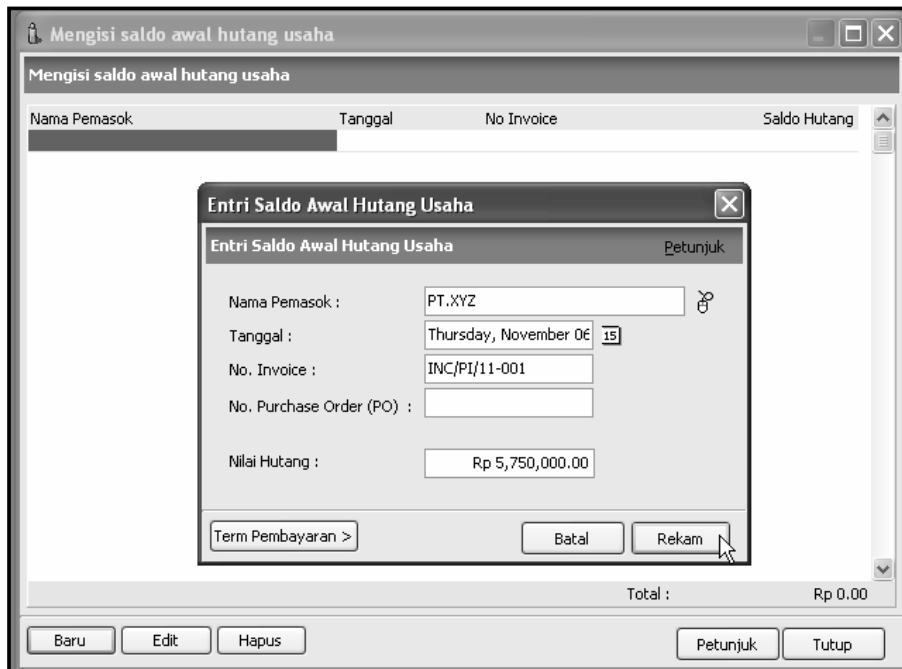 Mengisi saldo awal hutang usaha
Mengisi saldo awal hutang usaha
Nama Pemasok Tanggal No Invoice Saldo Hutang
Entri Saldo Awal Hutang Usaha
Entri Saldo Awal Hutang Usaha Petunjuk
Nama Pemasok : PT.XYZ
Tanggal : Thursday, November 06 15
No. Invoice : INC/PI/11-001
No. Purchase Order (PO) :
Nilai Hutang : Rp 5,750,000.00
Term Pembayaran > Batal Rekam
Total : Rp 0.00
Baru Edit Hapus Petunjuk Tutup